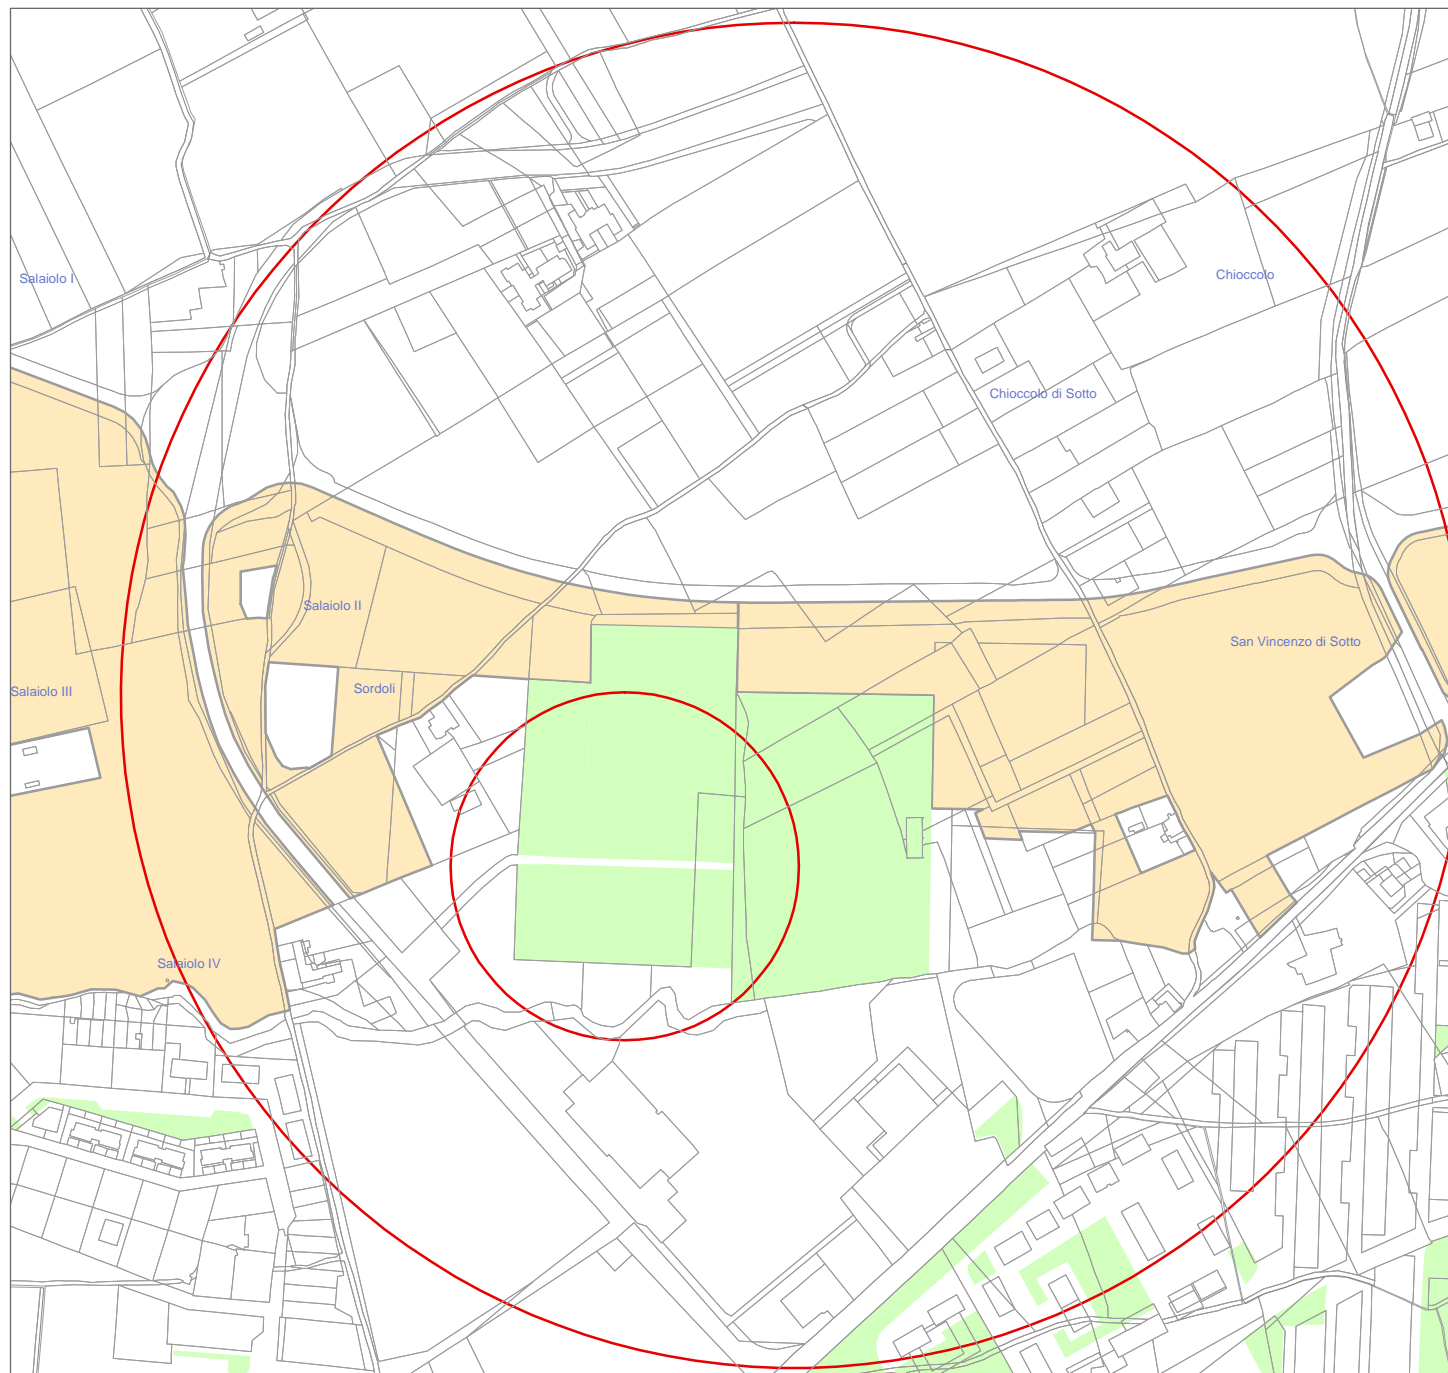 Salaiolo I
Chioccolo
Chioccolo di Sotto
Salaiolo II
San Vincenzo di Sotto
Salaiolo III
Sordoli
Salaiolo IV